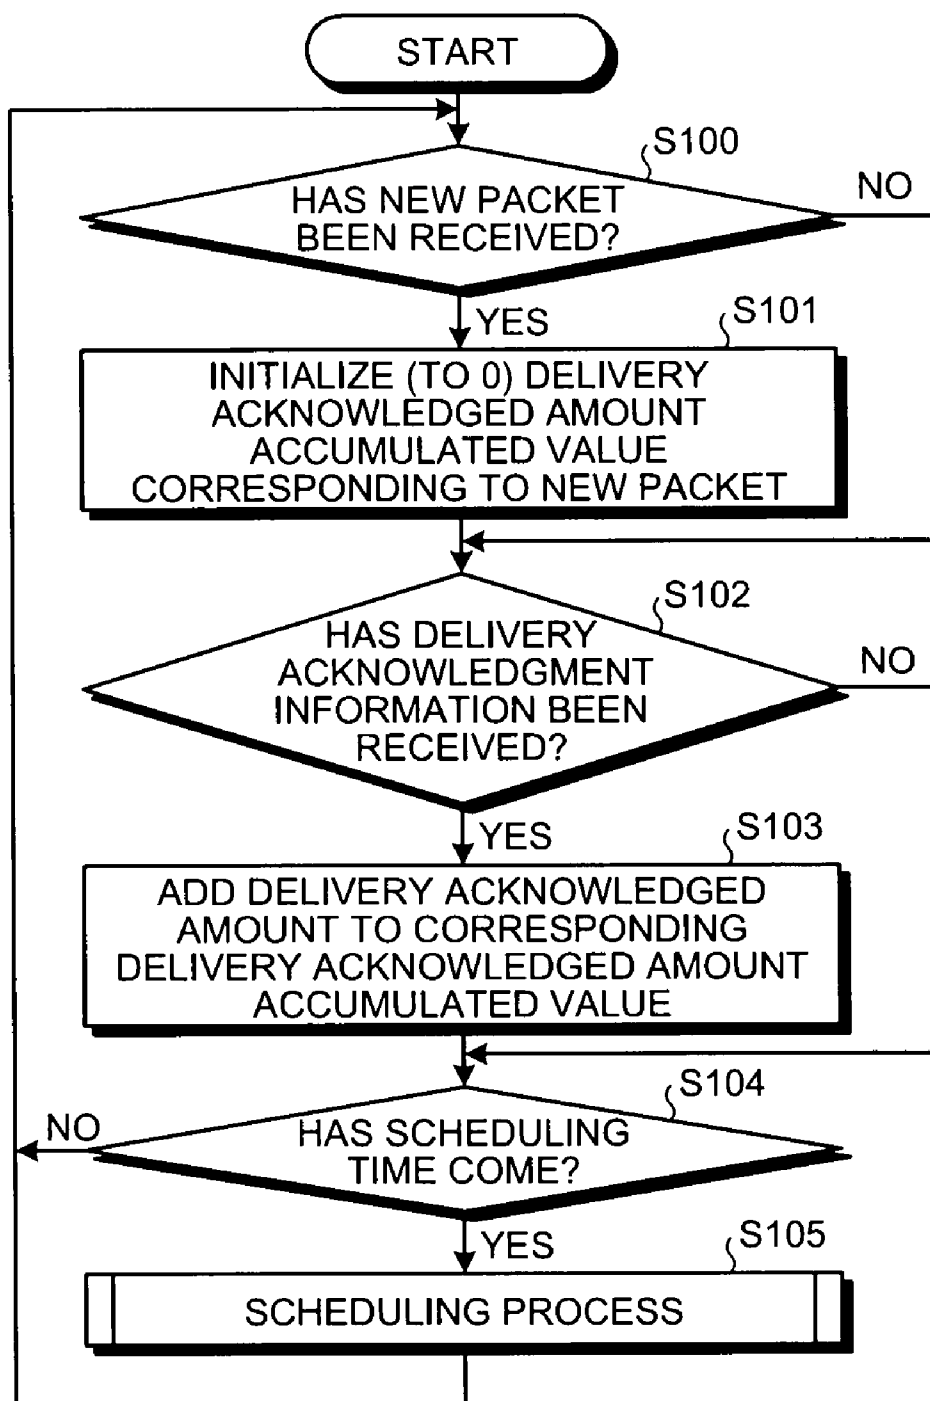 START
S100
HAS NEW PACKET
BEEN RECEIVED?
NO
YES
S101
INITIALIZE (TO 0) DELIVERY
ACKNOWLEDGED AMOUNT
ACCUMULATED VALUE
CORRESPONDING TO NEW PACKET
S102
HAS DELIVERY
ACKNOWLEDGMENT
INFORMATION BEEN
RECEIVED?
NO
YES
S103
ADD DELIVERY ACKNOWLEDGED
AMOUNT TO CORRESPONDING
DELIVERY ACKNOWLEDGED AMOUNT
ACCUMULATED VALUE
S104
NO
HAS SCHEDULING
TIME COME?
YES
S105
SCHEDULING PROCESS